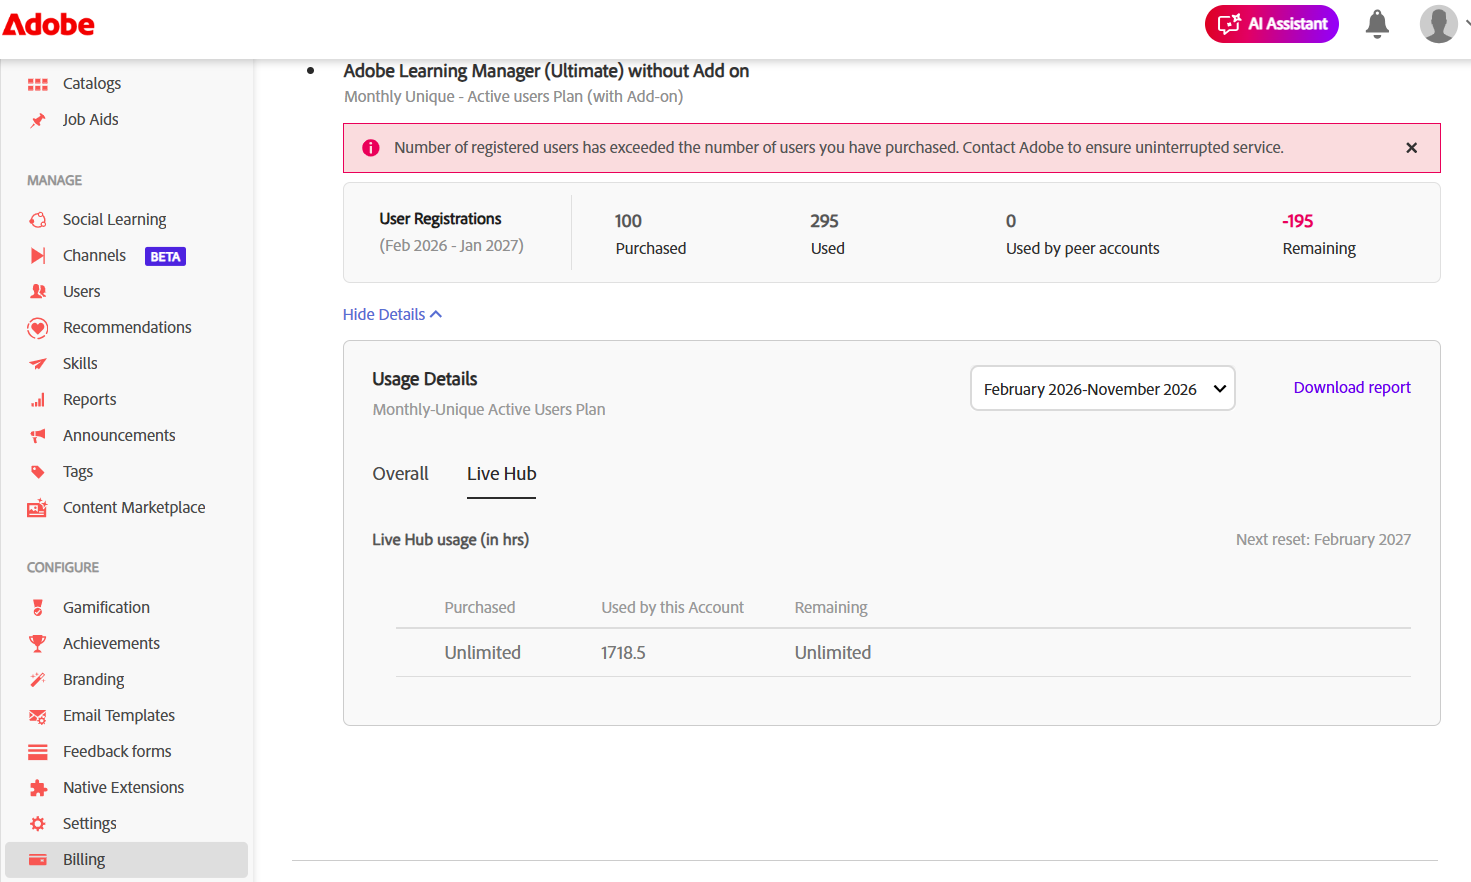 Adobe
AI Assistant
Catalogs
Job Aids
MANAGE
Social Learning
Channels BETA
Users
Recommendations
Skills
Reports
Announcements
Tags
Content Marketplace
CONFIGURE
Gamification
Achievements
Branding
Email Templates
Feedback forms
Native Extensions
Settings
Billing
Adobe Learning Manager (Ultimate) without Add on
Monthly Unique - Active users Plan (with Add-on)
Number of registered users has exceeded the number of users you have purchased. Contact Adobe to ensure uninterrupted service.
User Registrations
(Feb 2026 - Jan 2027)
100
Purchased
295
Used
0
Used by peer accounts
-195
Remaining
Hide Details
Usage Details
Monthly-Unique Active Users Plan
February 2026-November 2026
Download report
Overall Live Hub
Live Hub usage (in hrs) Next reset: February 2027
Purchased Used by this Account Remaining
Unlimited 1718.5 Unlimited